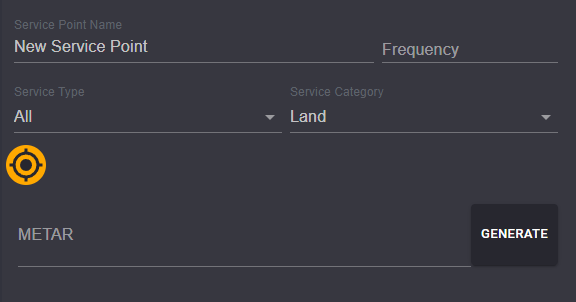 Service Point Name
New Service Point
Frequency
Service Type
Service Category
All
Land
METAR
GENERATE